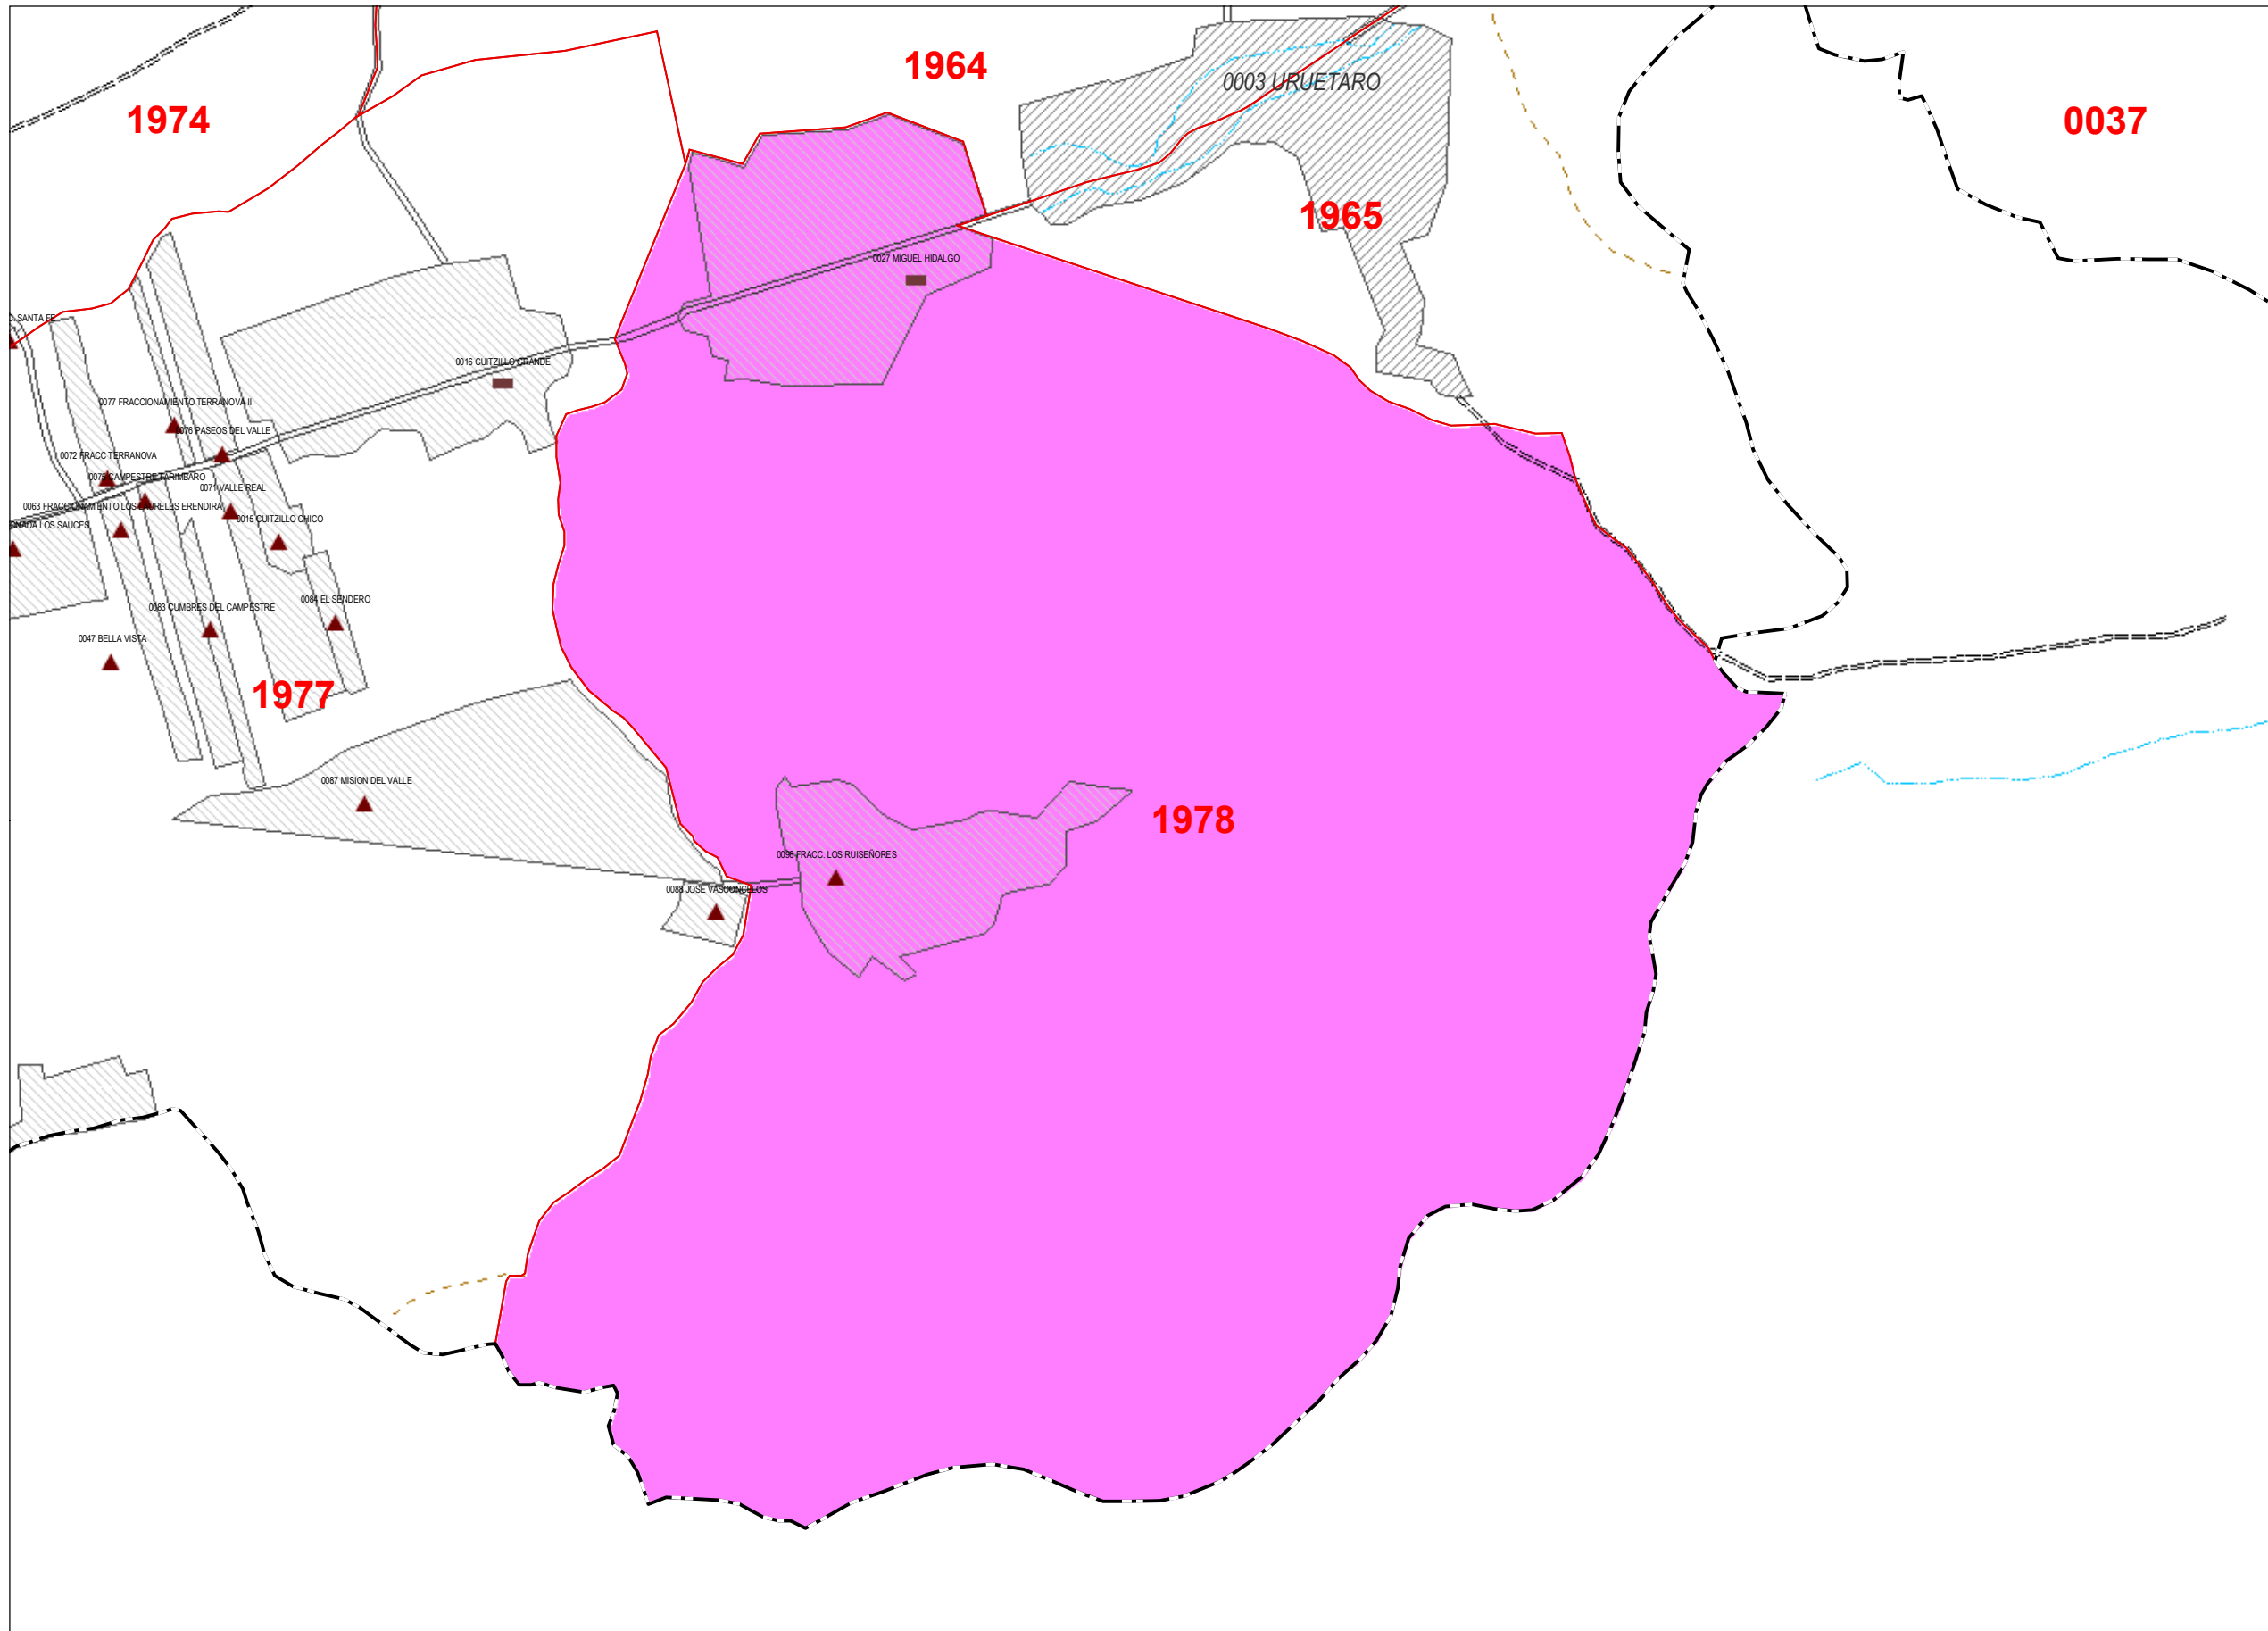 1964
0003 URUETARO
1974
0037
1965
0027 MIGUEL HIDALGO
SANTA FE
0016 CUITZILLO GRANDE
0077 FRACCIONAMIENTO TERRANOVA II
0076 PASEOS DEL VALLE
0072 FRACC TERRANOVA
CAMPESTRE TARIMBARO
0071 VALLE REAL
0063 FRACCIONAMIENTO LOS LAURELES ERENDIRA
0015 CUITZILLO CHICO
LOS SAUCES
0084 EL SENDERO
0083 CUMBRES DEL CAMPESTRE
0047 BELLA VISTA
1977
0087 MISION DEL VALLE
1978
0096 FRACC. LOS RUISEÑORES
JOSE VASCONCELOS